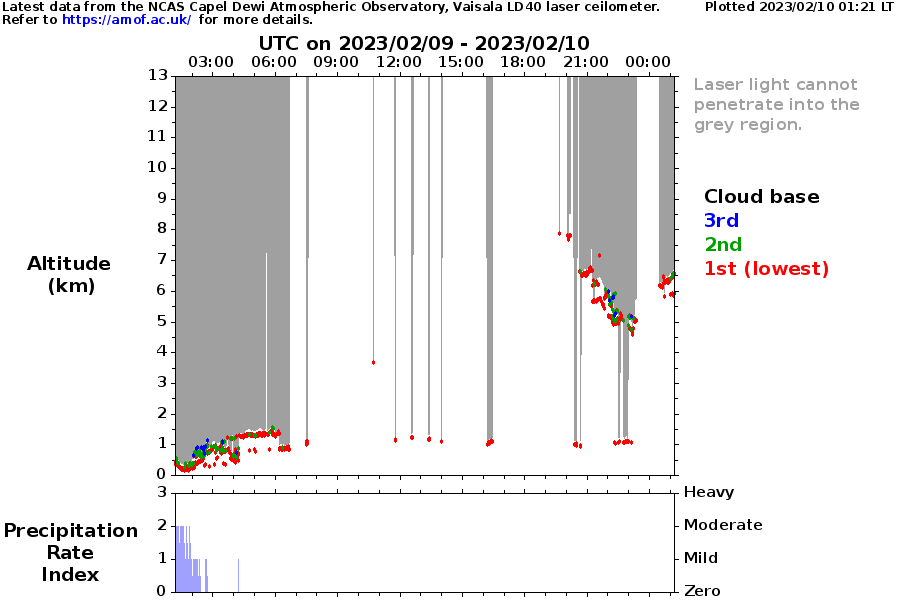 Latest data from the NCAS Capel Dewi Atmospheric Observatory, Vaisala LD40 laser ceilometer. Plotted 2023/02/10 01:21 LT
Refer to https://amof.ac.uk/ for more details.
UTC on 2023/02/09 - 2023/02/10
03:00 06:00 09:00 12:00 15:00 18:00 21:00 00:00
13
12
11
10
9
8
7
6
5
4
3
2
1
0
Altitude
(km)
Laser light cannot
penetrate into the
grey region.
Cloud base
3rd
2nd
1st (lowest)
3 Heavy
2 Moderate
1 Mild
0 Zero
Precipitation
Rate
Index